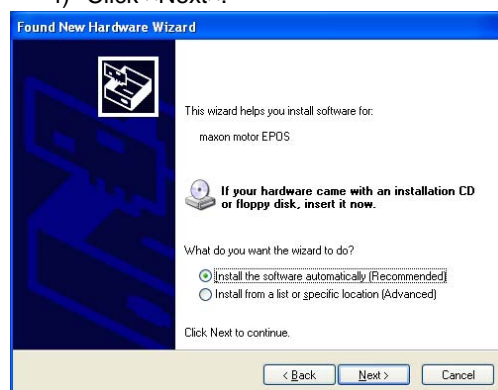 Click «Next».
Found New Hardware Wizard
This wizard helps you install software for:
maxon motor EPOS
If your hardware came with an installation CD
or floppy disk, insert it now.
What do you want the wizard to do?
Install the software automatically (Recommended)
Install from a list or specific location (Advanced)
Click Next to continue.
< Back
Next >
Cancel